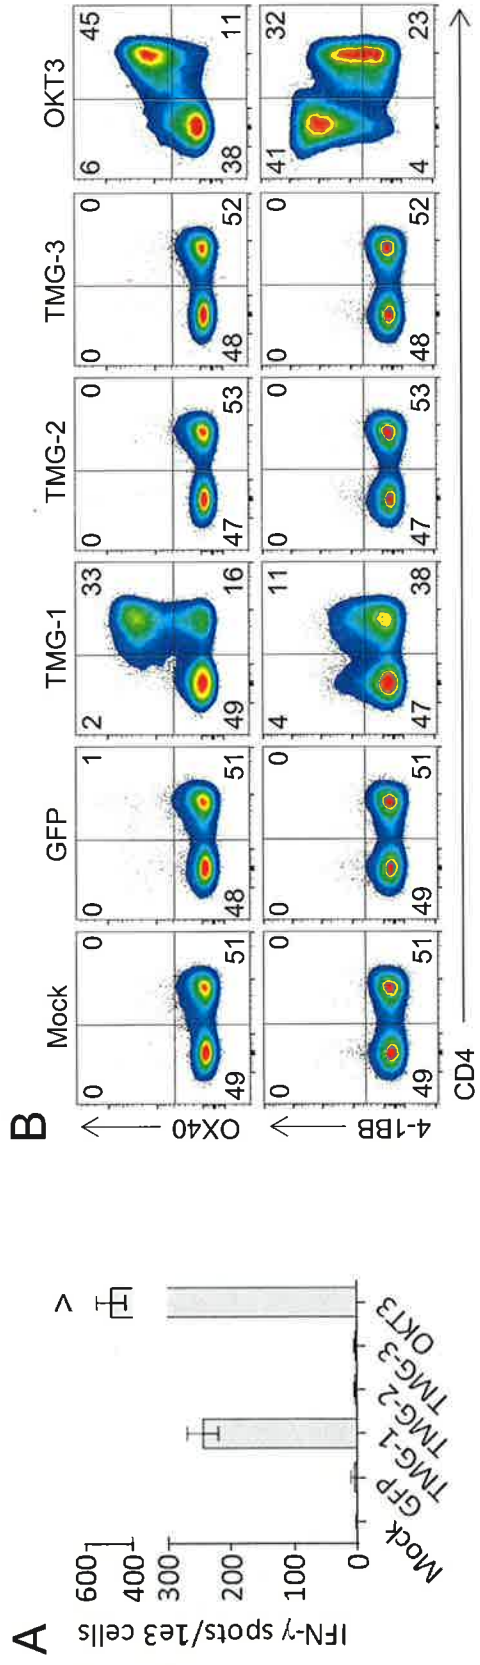 A
IFN-γ spots/1e3 cells
600
400
300
200
100
0
>
Mock
GFP
TMG-1
TMG-2
TMG-3
OKT3
B
Mock GFP TMG-1 TMG-2 TMG-3 OKT3
OX40
0 0 0 1 2 33 0 0 0 0 6 45
49 51 48 51 49 16 47 53 48 52 38 11
4-1BB
0 0 0 0 4 11 0 0 0 0 41 32
49 51 49 51 47 38 47 53 48 52 4 23
CD4